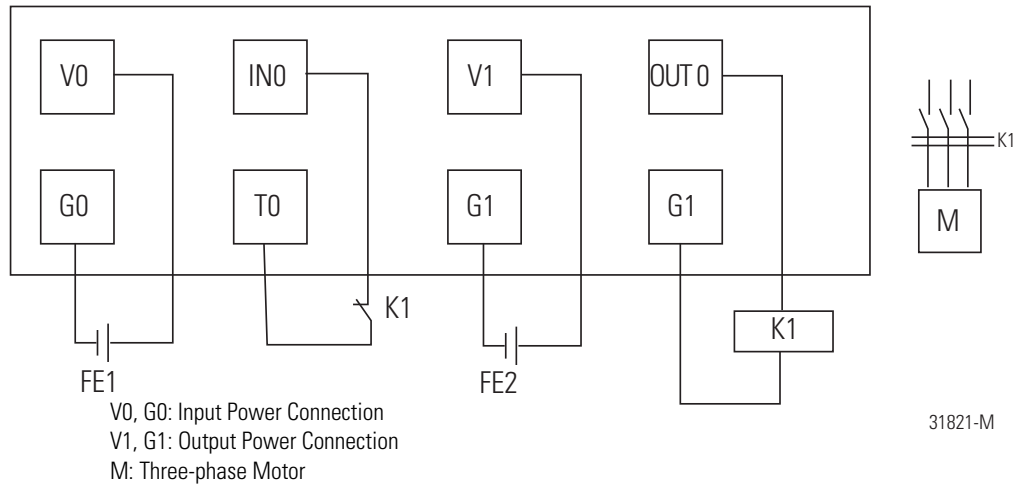 V0
IN0
V1
OUT 0
G0
T0
G1
G1
K1
M
K1
K1
FE1
FE2
V0, G0: Input Power Connection
V1, G1: Output Power Connection
M: Three-phase Motor
31821-M